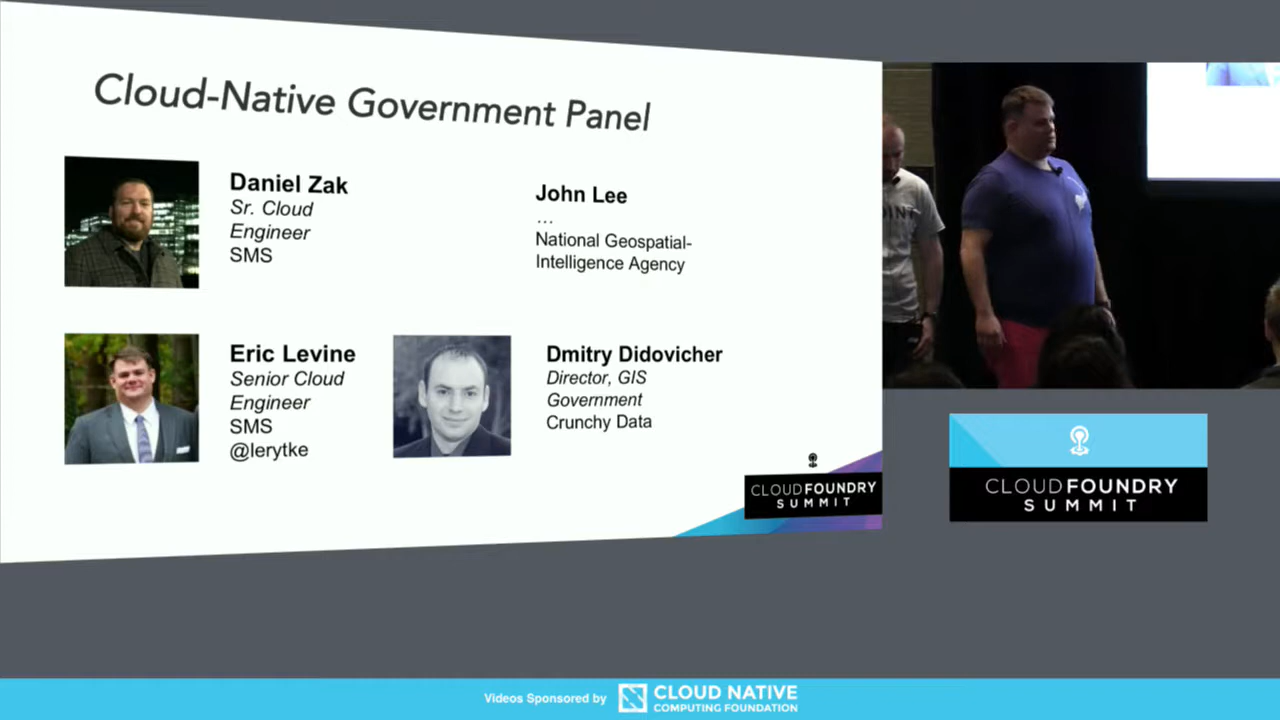 Cloud-Native Government Panel
Daniel Zak
Sr. Cloud
Engineer
SMS
John Lee
...
National Geospatial-
Intelligence Agency
Eric Levine
Senior Cloud
Engineer
SMS
@lerytke
Dmitry Didovicher
Director, GIS
Government
Crunchy Data
CLOUDFOUNDRY
SUMMIT
CLOUDFOUNDRY
SUMMIT
Videos Sponsored by
CLOUD NATIVE
COMPUTING FOUNDATION